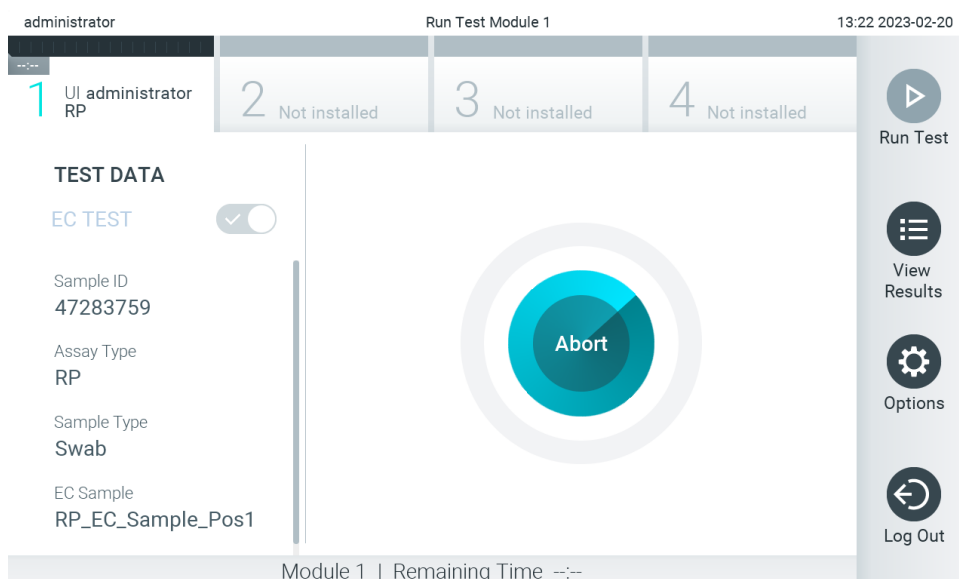 administrator
Run Test Module 1
13:22 2023-02-20
--:--
1 UI administrator
RP
2 Not installed
3 Not installed
4 Not installed
Run Test
TEST DATA
EC TEST
Sample ID
47283759
Assay Type
RP
Sample Type
Swab
EC Sample
RP_EC_Sample_Pos1
Abort
View
Results
Options
Log Out
Module 1 | Remaining Time --:--